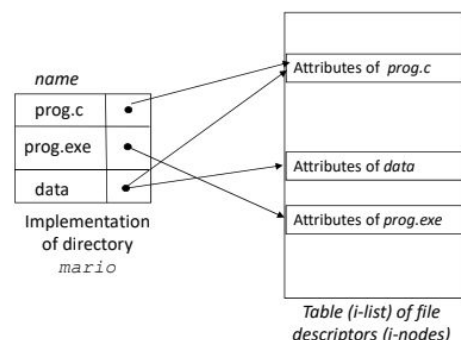 name
prog.c
prog.exe
data
Implementation
of directory
mario
Attributes of prog.c
Attributes of data
Attributes of prog.exe
Table (i-list) of file
descriptors (i-nodes)